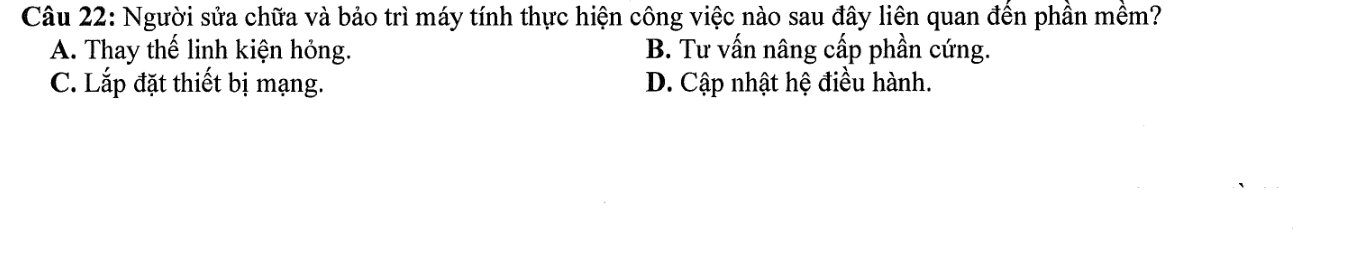 Câu 22: Người sửa chữa và bảo trì máy tính thực hiện công việc nào sau đây liên quan đến phần mềm?
A. Thay thế linh kiện hỏng. B. Tư vấn nâng cấp phần cứng.
C. Lắp đặt thiết bị mạng. D. Cập nhật hệ điều hành.